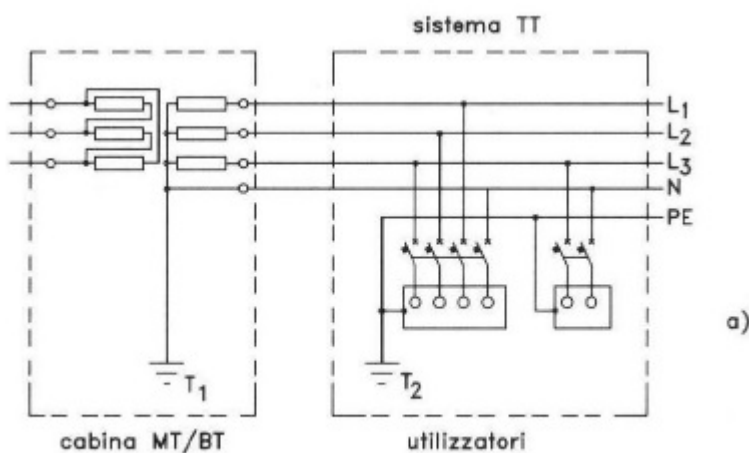 sistema TT
L1
L2
L3
N
PE
a)
T1
T2
cabina MT/BT
utilizzatori